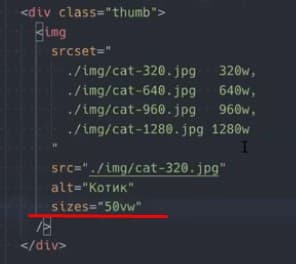 <div class="thumb">
<img
srcset="
./img/cat-320.jpg 320w,
./img/cat-640.jpg 640w,
./img/cat-960.jpg 960w,
./img/cat-1280.jpg 1280w
"
src="./img/cat-320.jpg"
alt="Котик"
sizes="50vw"
/>
</div>